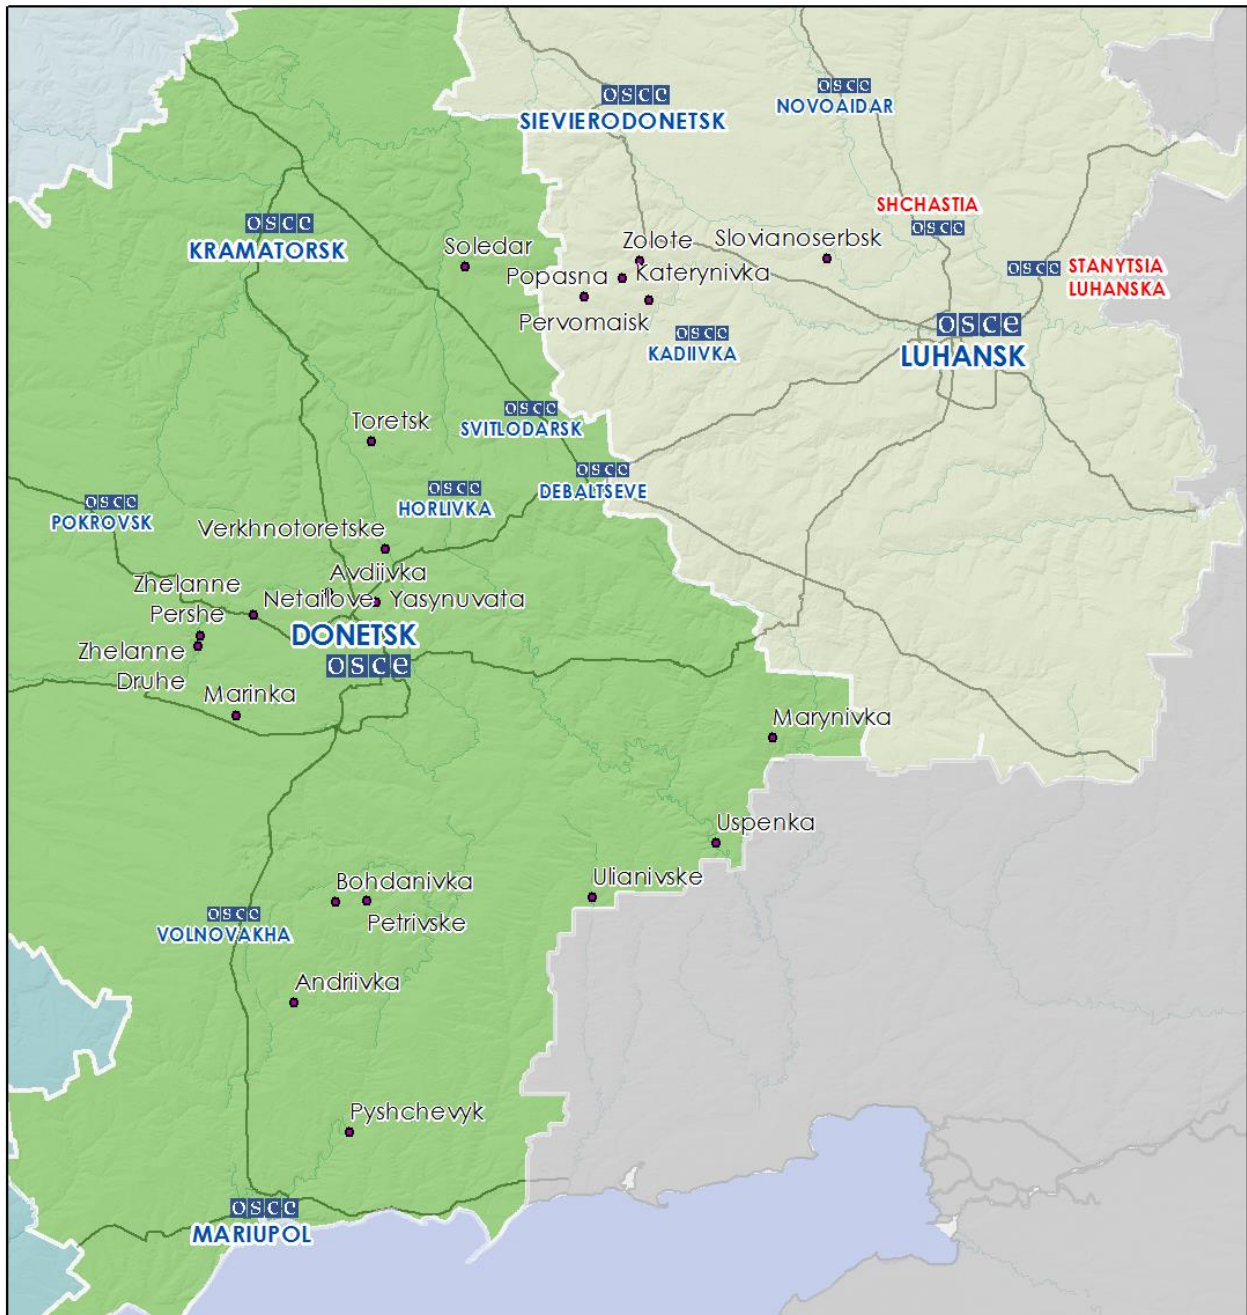 OSCE
SIEVIERODONETSK
OSCE
NOVOAIDAR
SHCHASTIA
OSCE
OSCE
KRAMATORSK
Soledar
Zolote
Slovianoserbsk
Popasna
Katerynivka
Pervomaisk
OSCE
STANYTSIA
LUHANSKA
OSCE
LUHANSK
OSCE
KADIIVKA
Toretsk
OSCE
SVITLODARSK
OSCE
DEBALTSEVE
OSCE
HORLIVKA
OSCE
POKROVSK
Verkhnotoretske
Avdiivka
Zhelanne
Pershe
Netailove
Yasynuvata
DONETSK
OSCE
Zhelanne
Druhe
Marinka
Marynivka
Uspenka
Ulianivske
Bohdanivka
Petrivske
OSCE
VOLNOVAKHA
Andriivka
Pyshchevyk
OSCE
MARIUPOL